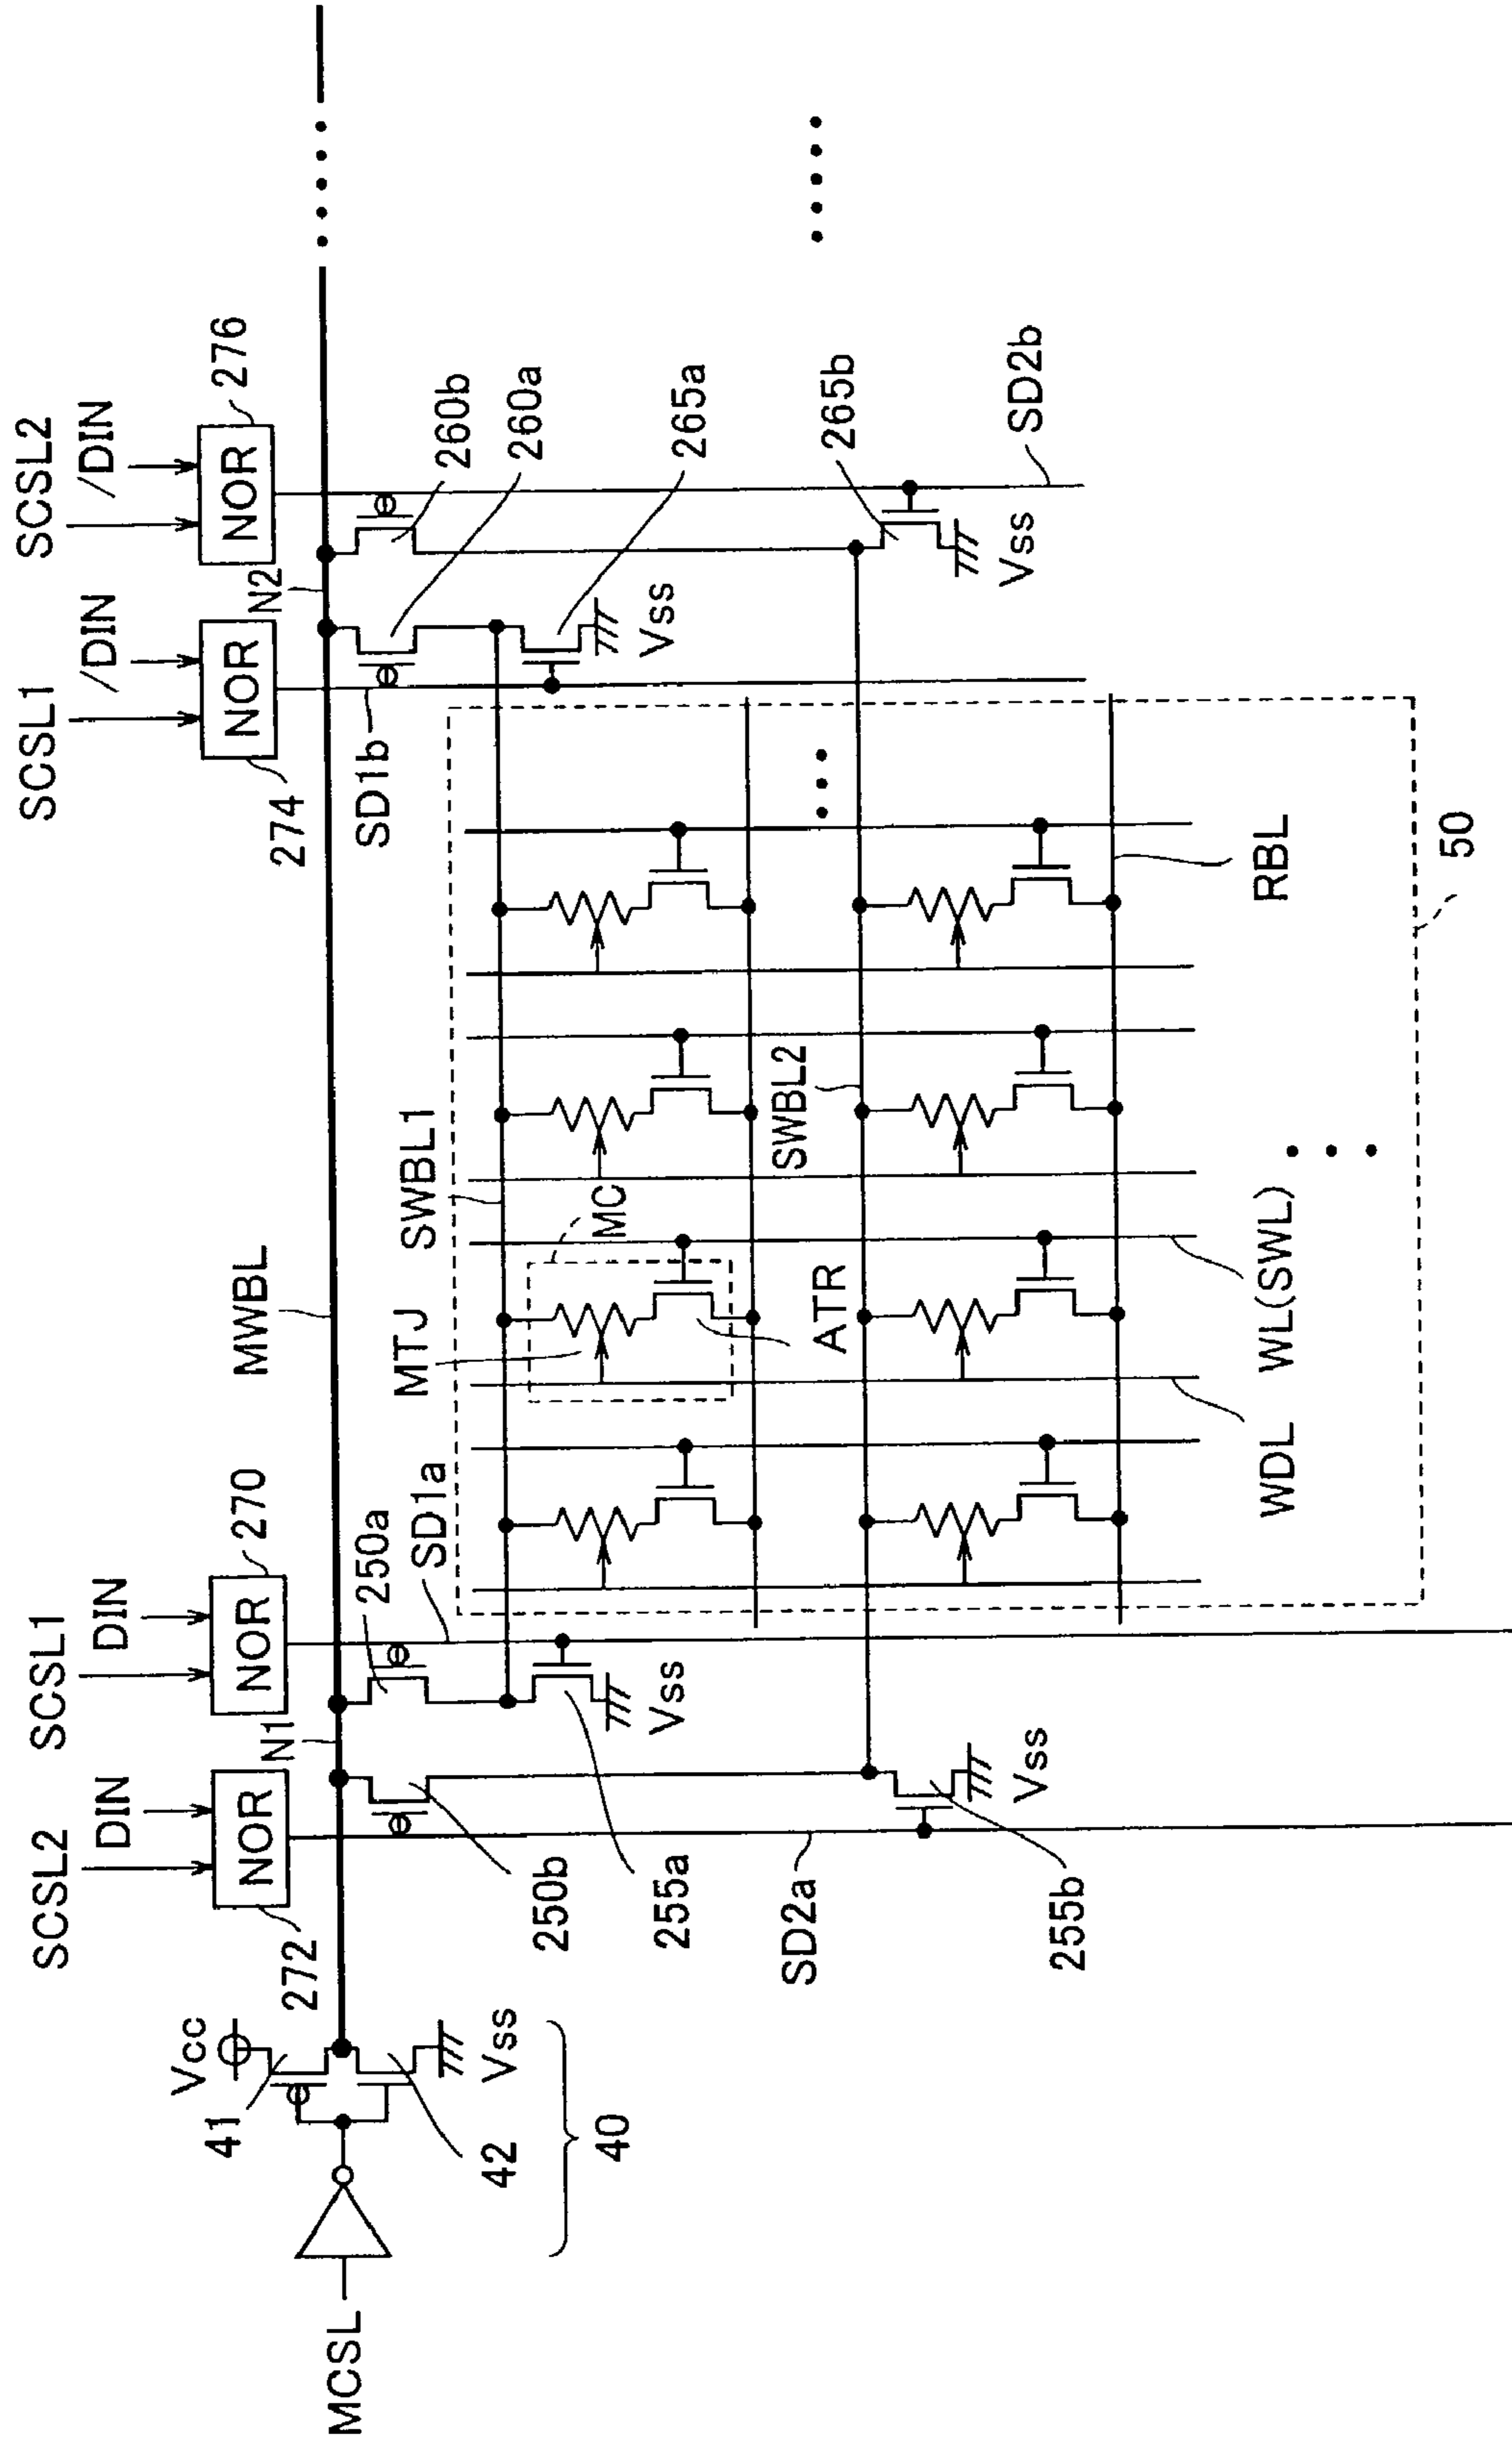 SCSL2
DIN
SCSL1
DIN
SCSL1
/DIN
SCSL2
/DIN
NOR
NOR
NOR
NOR
272
270
274
276
Vcc
41
42
Vss
40
MCSL
N1
MWBL
N2
250b
250a
SD1a
255a
Vss
SD2a
255b
Vss
MTJ
SWBL1
MC
ATR
SWBL2
WDL
WL(SWL)
RBL
50
SD1b
260b
260a
265a
Vss
265b
Vss
SD2b